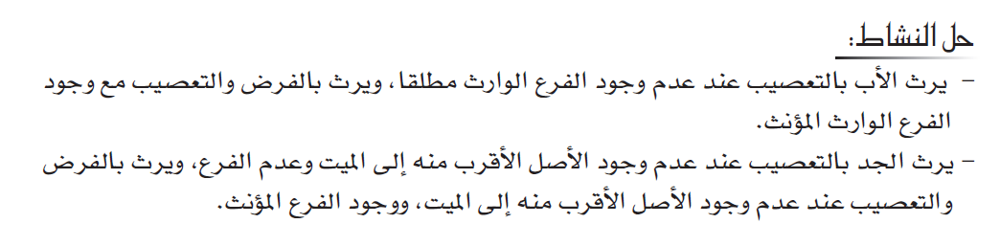 حل النشاط:
- يرث الأب بالتعصيب عند عدم وجود الفرع الوارث مطلقا، ويرث بالفرض والتعصيب مع وجود
الفرع الوارث المؤنث.
- يرث الجد بالتعصيب عند عدم وجود الأصل الأقرب منه إلى الميت وعدم الفرع، ويرث بالفرض
والتعصيب عند عدم وجود الأصل الأقرب منه إلى الميت، ووجود الفرع المؤنث.